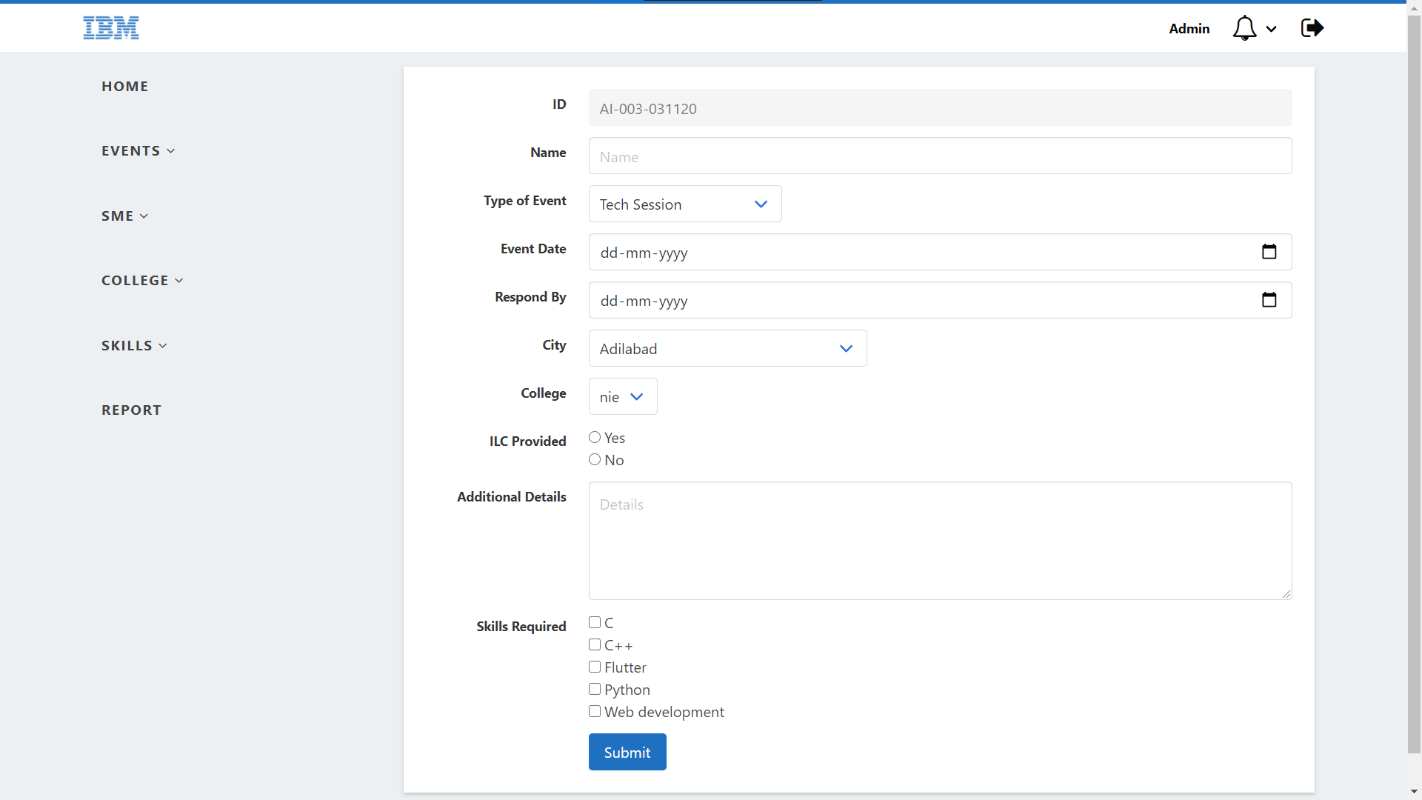 IBM
Admin
HOME
EVENTS
SME
COLLEGE
SKILLS
REPORT
ID
AI-003-031120
Name
Name
Type of Event
Tech Session
Event Date
dd-mm-yyyy
Respond By
dd-mm-yyyy
City
Adilabad
College
nie
ILC Provided
Yes
No
Additional Details
Details
Skills Required
C
C++
Flutter
Python
Web development
Submit